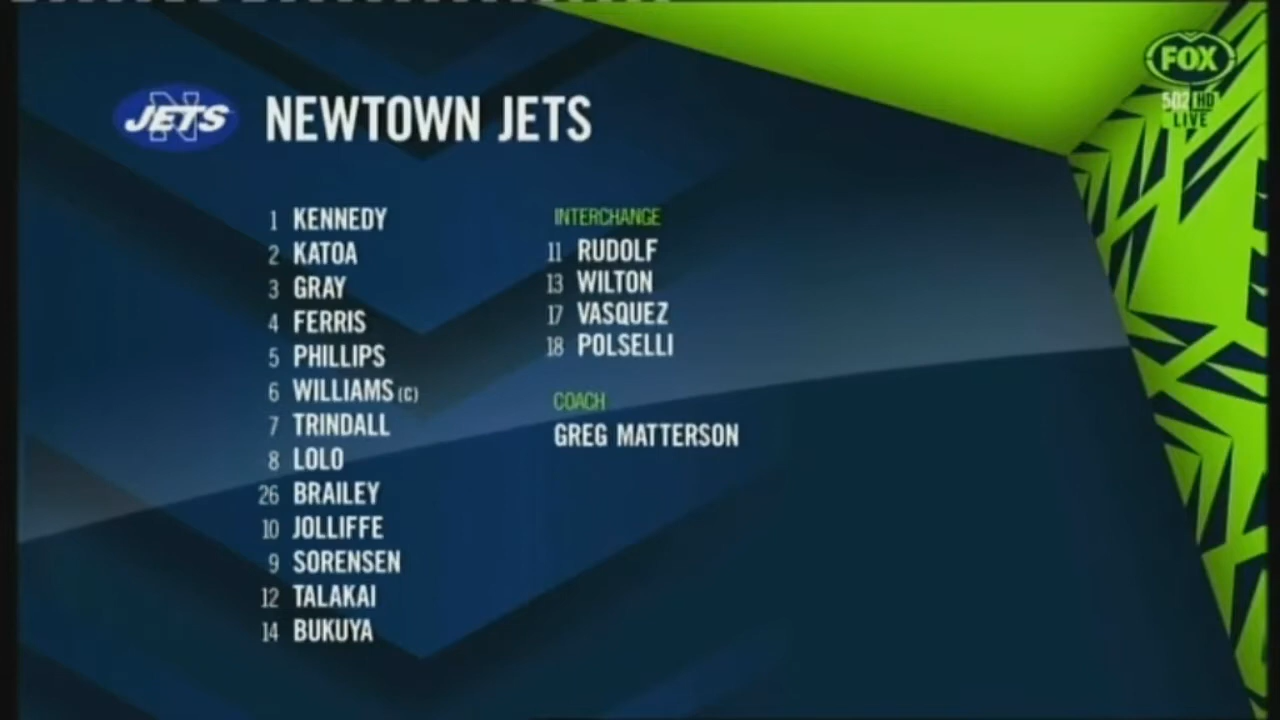 JETS
NEWTOWN JETS
1 KENNEDY
2 KATOA
3 GRAY
4 FERRIS
5 PHILLIPS
6 WILLIAMS (C)
7 TRINDALL
8 LOLO
26 BRAILEY
10 JOLLIFFE
9 SORENSEN
12 TALAKAI
14 BUKUYA
INTERCHANGE
11 RUDOLF
13 WILTON
17 VASQUEZ
18 POLSELLI
COACH
GREG MATTERSON
FOX
502 HD
LIVE